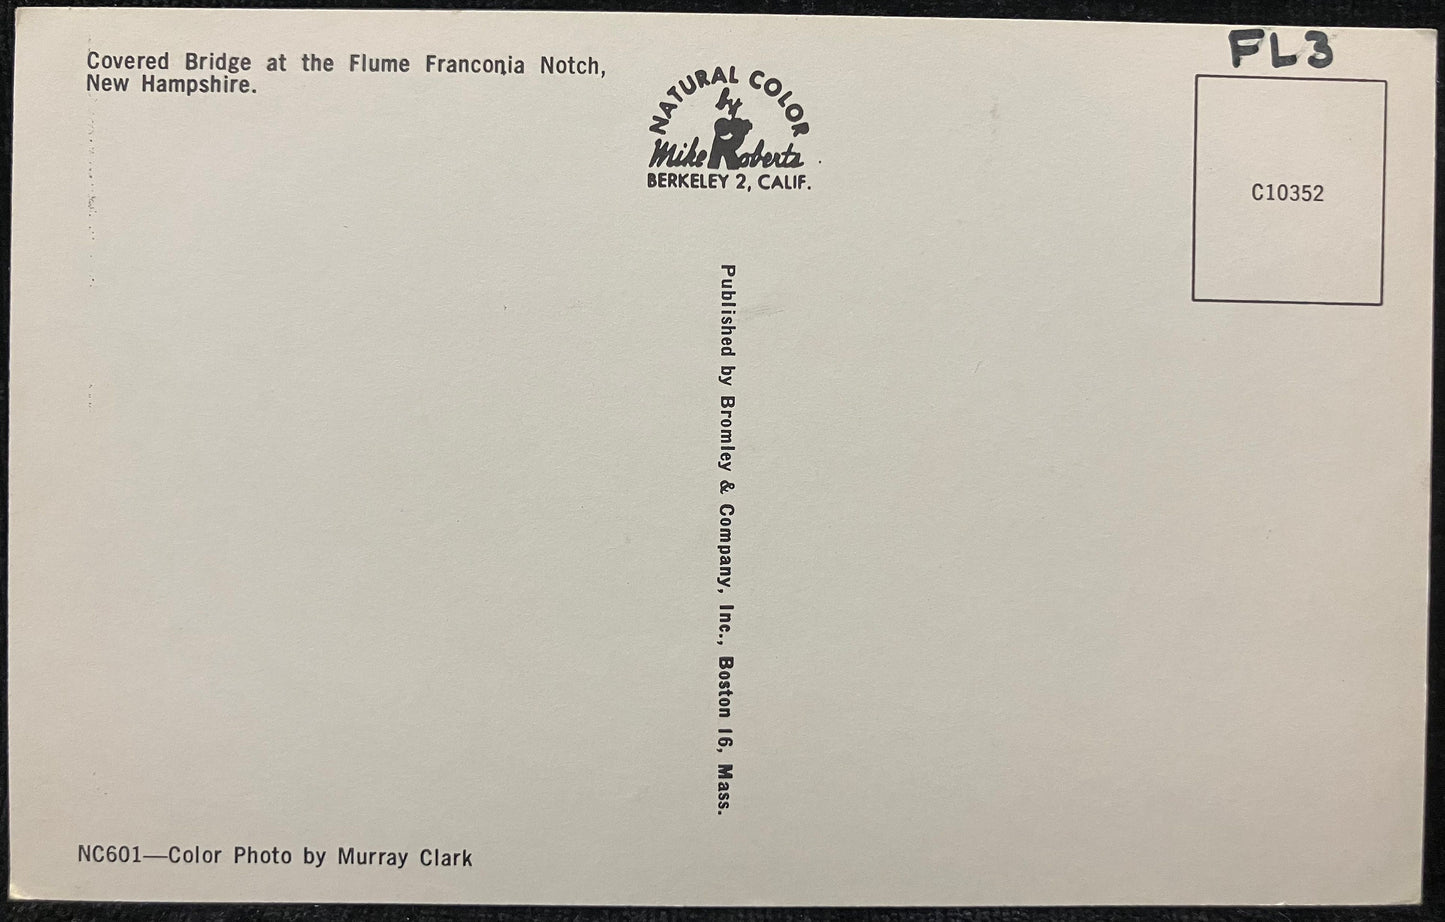 Covered Bridge at the Flume Franconia Notch,
New Hampshire.
NATURAL COLOR
by
Mike Roberts
BERKELEY 2, CALIF.
FL3
C10352
Published by Bromley & Company, Inc., Boston 16, Mass.
NC601—Color Photo by Murray Clark